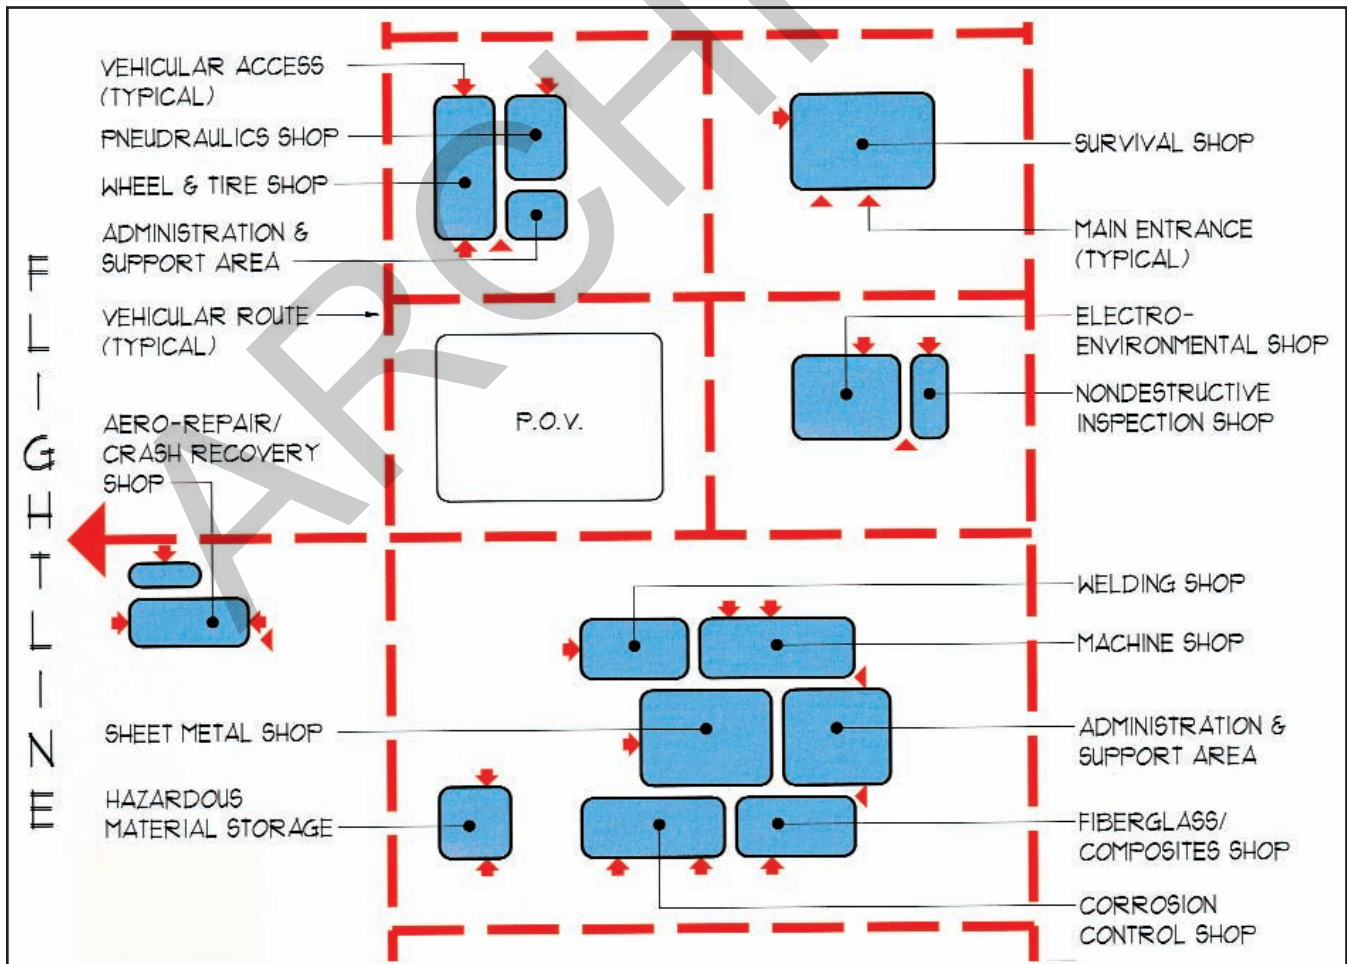 VEHICULAR ACCESS
(TYPICAL)
PNEUDRAULICS SHOP
WHEEL & TIRE SHOP
ADMINISTRATION &
SUPPORT AREA
VEHICULAR ROUTE
(TYPICAL)
AERO-REPAIR/
CRASH RECOVERY
SHOP
SHEET METAL SHOP
HAZARDOUS
MATERIAL STORAGE
FLIGHTLINE
P.O.V.
SURVIVAL SHOP
MAIN ENTRANCE
(TYPICAL)
ELECTRO-
ENVIRONMENTAL SHOP
NONDESTRUCTIVE
INSPECTION SHOP
WELDING SHOP
MACHINE SHOP
ADMINISTRATION &
SUPPORT AREA
FIBERGLASS/
COMPOSITES SHOP
CORROSION
CONTROL SHOP